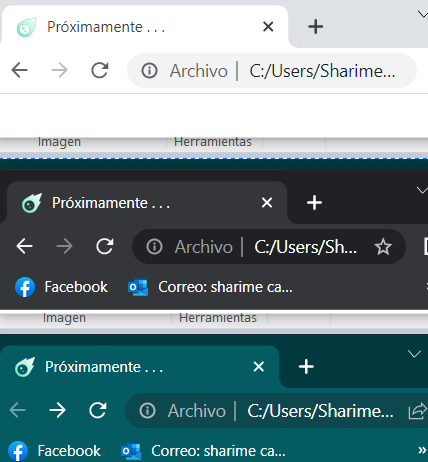 Próximamente . . .
Archivo | C:/Users/Sharime...
Imagen Herramientas
Próximamente . . .
Archivo | C:/Users/Sh...
Facebook Correo: sharime ca...
Imagen Herramientas
Próximamente . . .
Archivo | C:/Users/Sharime...
Facebook Correo: sharime ca... »